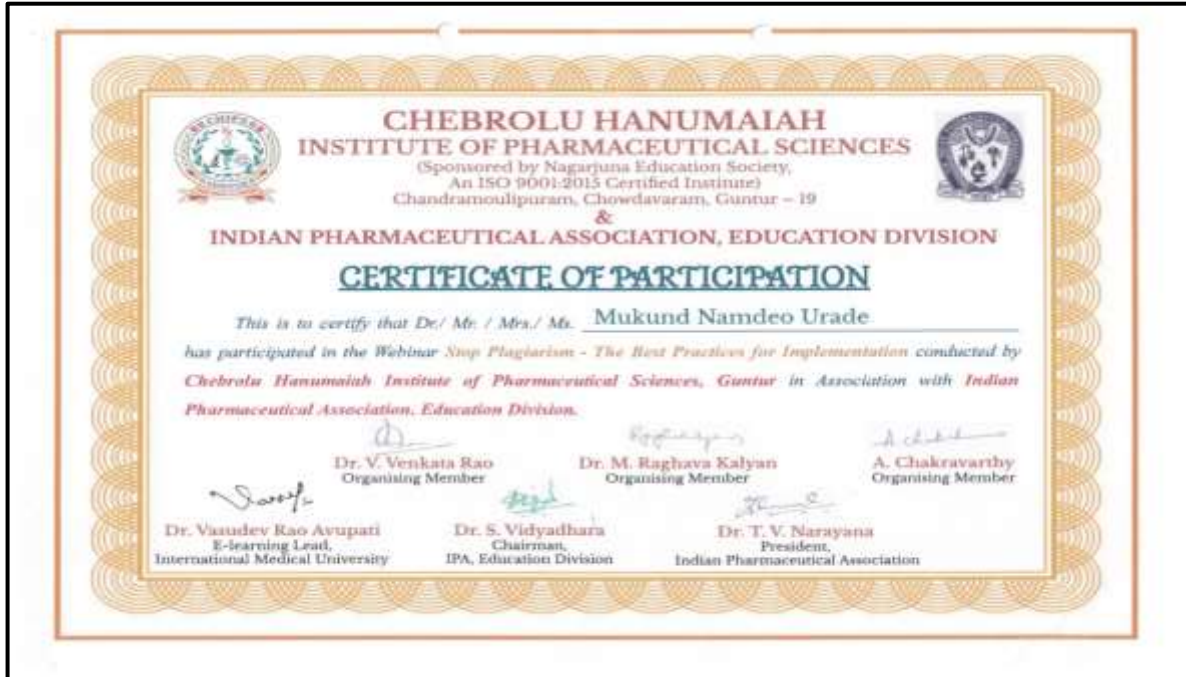 CHEBROLU HANUMAIAH
INSTITUTE OF PHARMACEUTICAL SCIENCES
(Sponsored by Nagarjuna Education Society,
An ISO 9001:2015 Certified Institute)
Chandramoulipuram, Chowdavaram, Guntur – 19
&
INDIAN PHARMACEUTICAL ASSOCIATION, EDUCATION DIVISION
CERTIFICATE OF PARTICIPATION
This is to certify that Dr./ Mr. / Mrs./ Ms. Mukund Namdeo Urade
has participated in the Webinar Stop Plagiarism - The Best Practices for Implementation conducted by
Chebrolu Hanumaiah Institute of Pharmaceutical Sciences, Guntur in Association with Indian
Pharmaceutical Association, Education Division.
Dr. V. Venkata Rao
Organising Member
Dr. M. Raghava Kalyan
Organising Member
A. Chakravarthy
Organising Member
Dr. Vasudev Rao Avupati
E-learning Lead,
International Medical University
Dr. S. Vidyadhara
Chairman,
IPA, Education Division
Dr. T. V. Narayana
President,
Indian Pharmaceutical Association